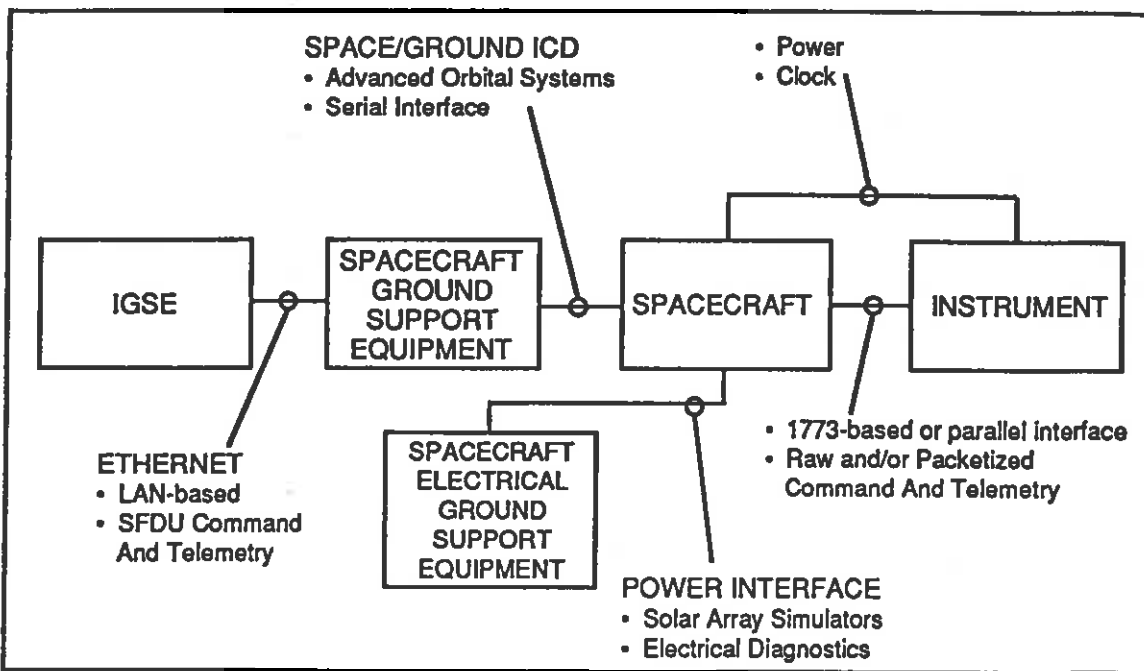 SPACE/GROUND ICD
• Advanced Orbital Systems
• Serial Interface
• Power
• Clock
IGSE
SPACECRAFT
GROUND
SUPPORT
EQUIPMENT
SPACECRAFT
INSTRUMENT
ETHERNET
• LAN-based
• SFDU Command
And Telemetry
SPACECRAFT
ELECTRICAL
GROUND
SUPPORT
EQUIPMENT
• 1773-based or parallel interface
• Raw and/or Packetized
Command And Telemetry
POWER INTERFACE
• Solar Array Simulators
• Electrical Diagnostics